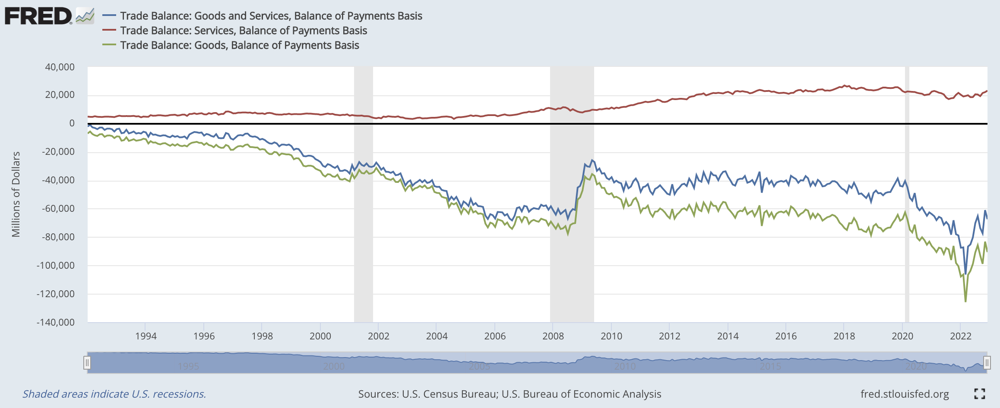 FRED
Trade Balance: Goods and Services, Balance of Payments Basis
Trade Balance: Services, Balance of Payments Basis
Trade Balance: Goods, Balance of Payments Basis
Millions of Dollars
40,000
20,000
0
-20,000
-40,000
-60,000
-80,000
-100,000
-120,000
-140,000
1994 1996 1998 2000 2002 2004 2006 2008 2010 2012 2014 2016 2018 2020 2022
1995 2000 2005 2010 2015 2020
Shaded areas indicate U.S. recessions. Sources: U.S. Census Bureau; U.S. Bureau of Economic Analysis fred.stlouisfed.org